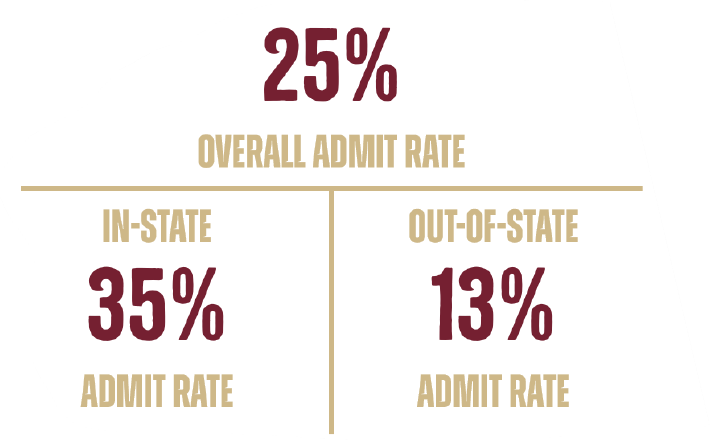 25%
OVERALL ADMIT RATE
IN-STATE
35%
ADMIT RATE
OUT-OF-STATE
13%
ADMIT RATE